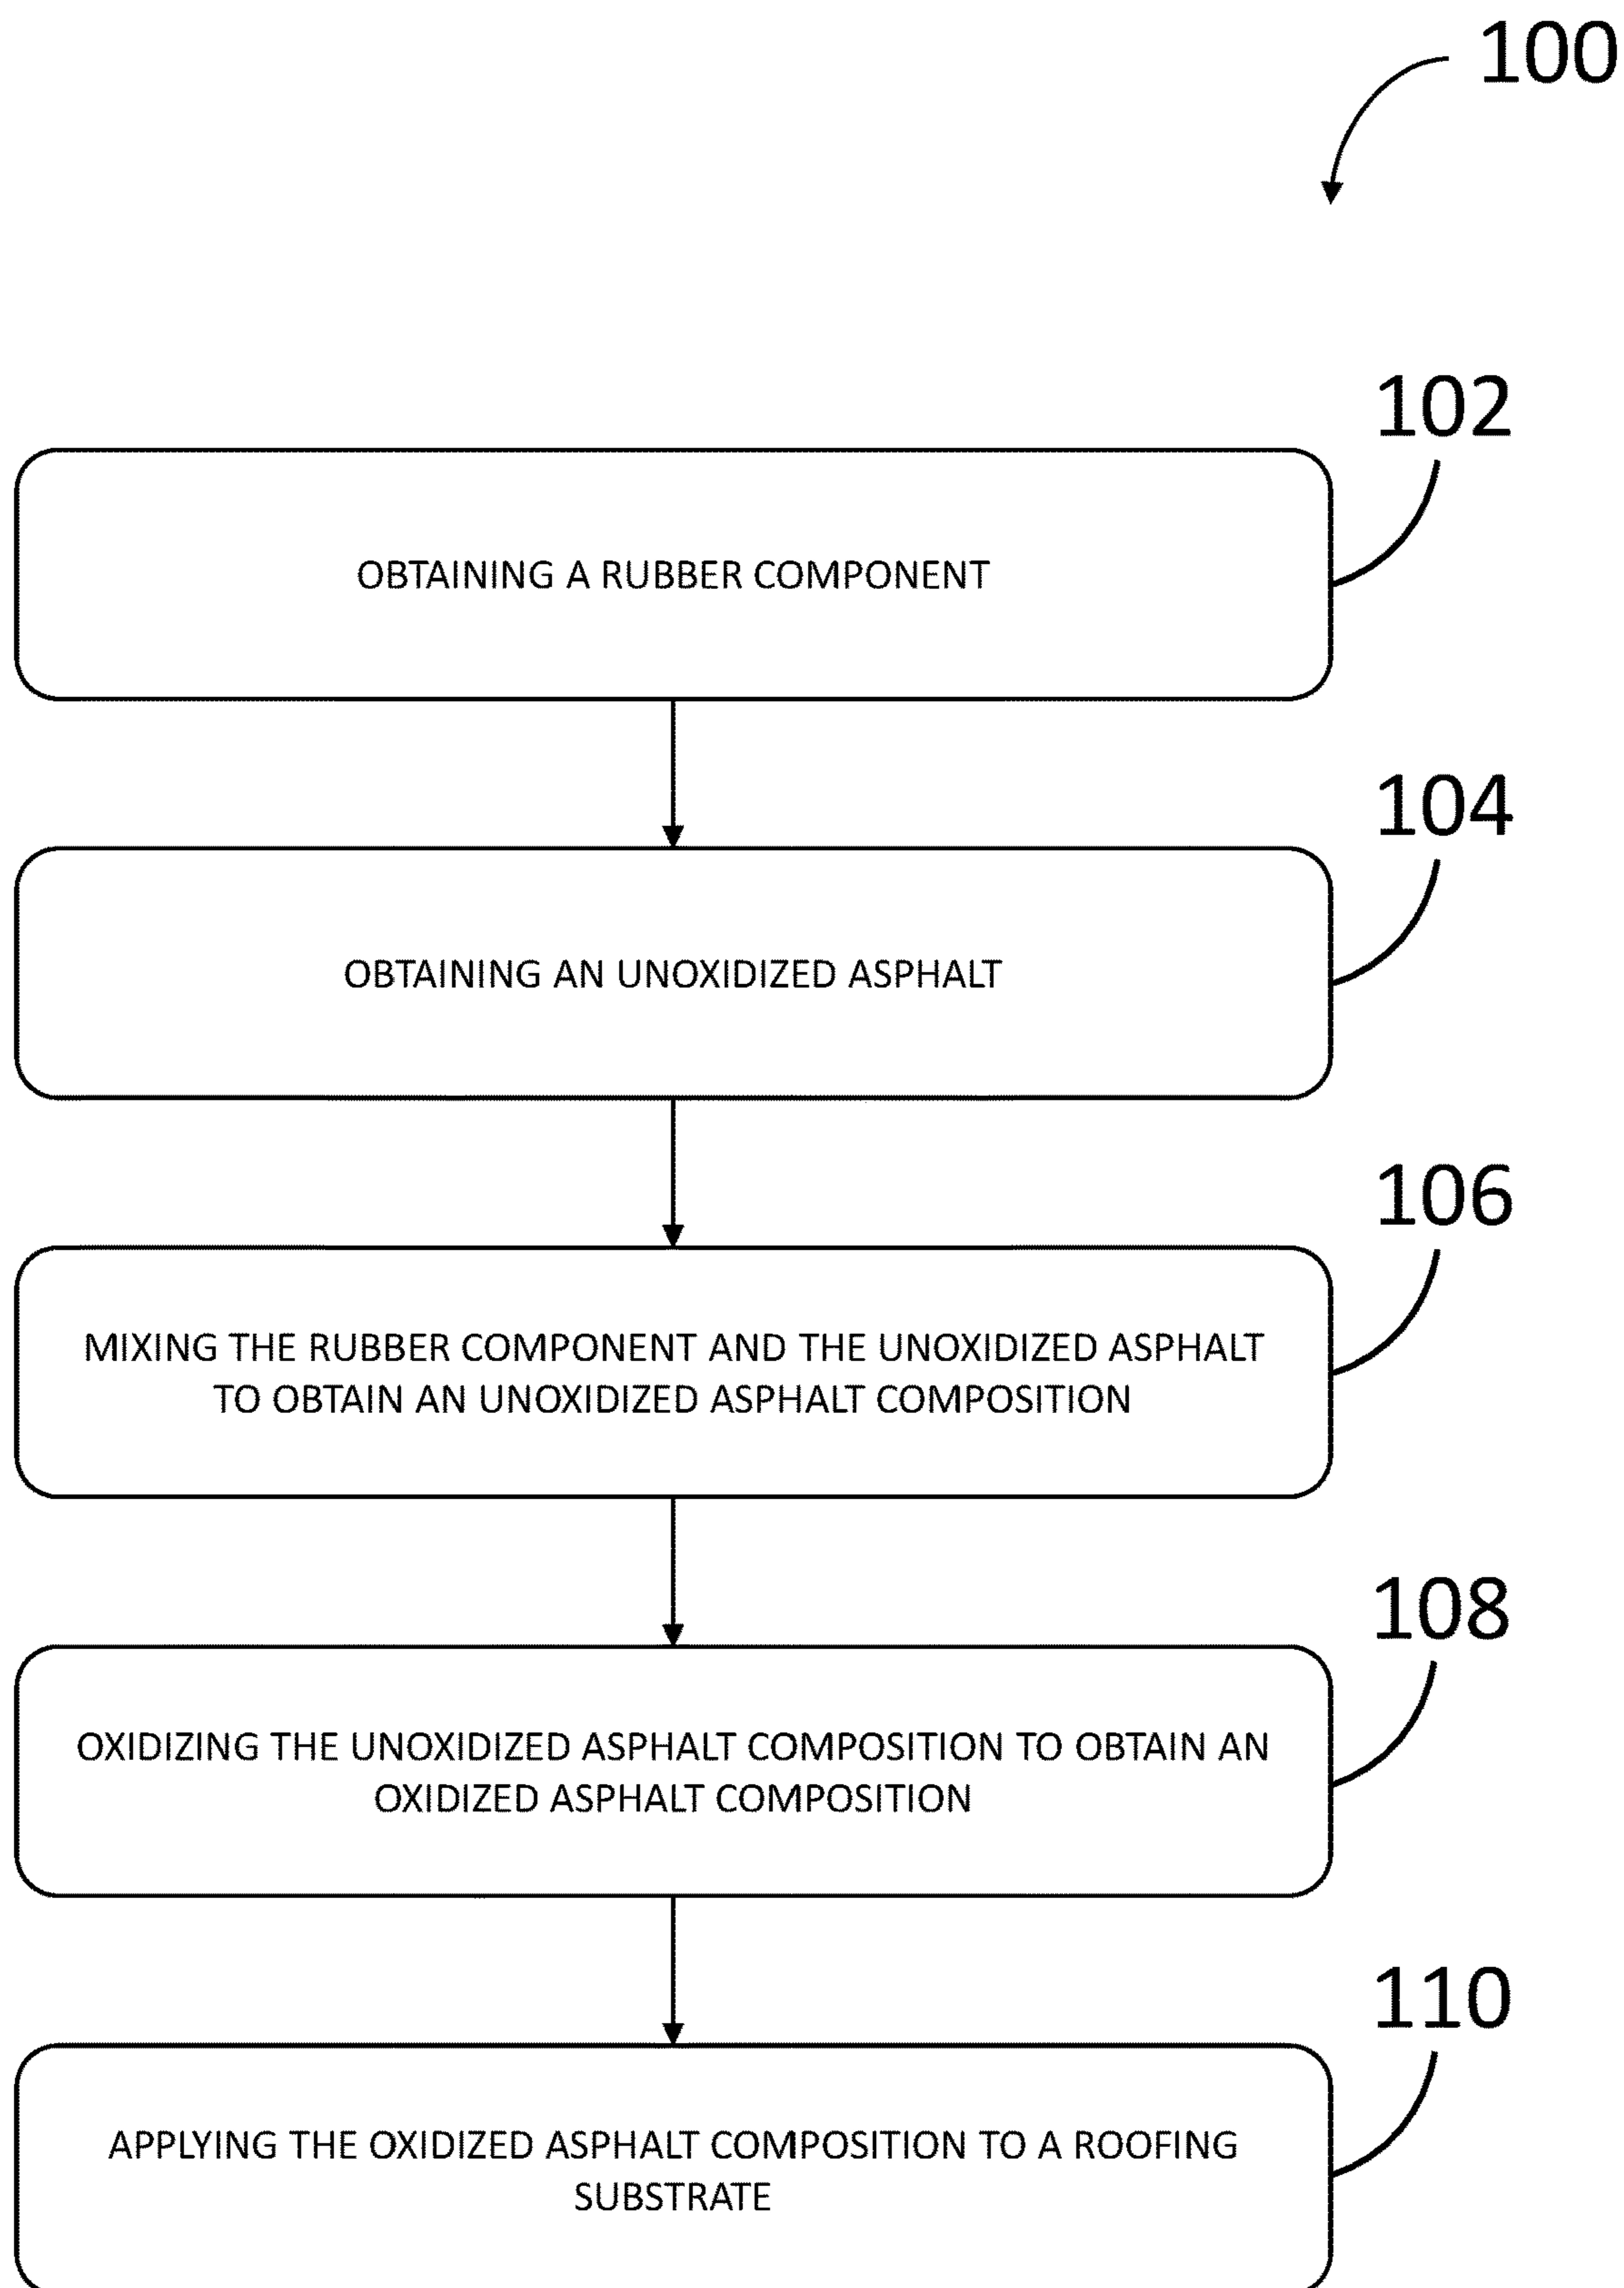 100
102
OBTAINING A RUBBER COMPONENT
104
OBTAINING AN UNOXIDIZED ASPHALT
106
MIXING THE RUBBER COMPONENT AND THE UNOXIDIZED ASPHALT
TO OBTAIN AN UNOXIDIZED ASPHALT COMPOSITION
108
OXIDIZING THE UNOXIDIZED ASPHALT COMPOSITION TO OBTAIN AN
OXIDIZED ASPHALT COMPOSITION
110
APPLYING THE OXIDIZED ASPHALT COMPOSITION TO A ROOFING
SUBSTRATE